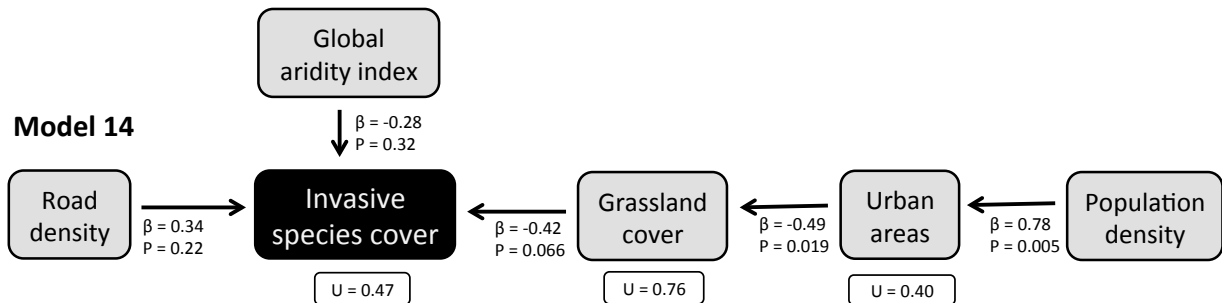 Global
aridity index
Model 14
β = -0.28
P = 0.32
Road
density
β = 0.34
P = 0.22
Invasive
species cover
U = 0.47
β = -0.42
P = 0.066
Grassland
cover
U = 0.76
β = -0.49
P = 0.019
Urban
areas
U = 0.40
β = 0.78
P = 0.005
Population
density